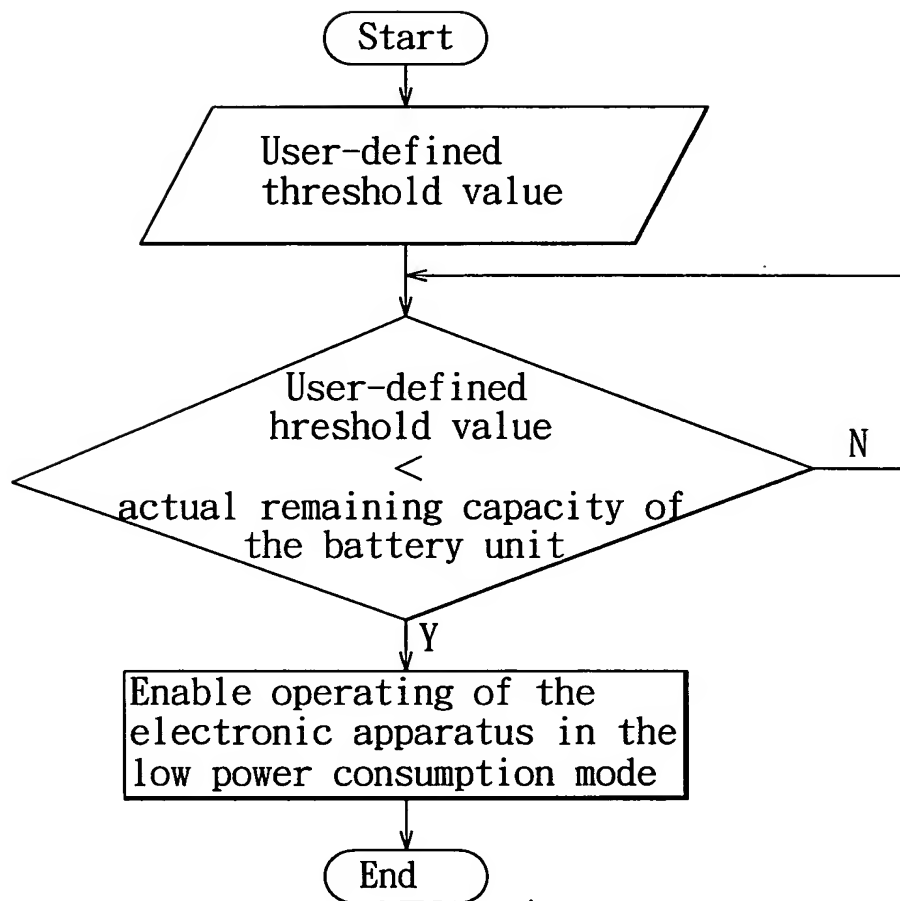 Start
User-defined
threshold value
User-defined
hreshold value
<
actual remaining capacity of
the battery unit
N
Y
Enable operating of the
electronic apparatus in the
low power consumption mode
End